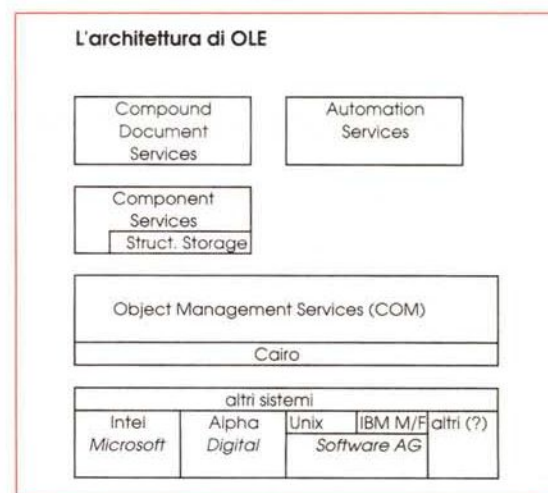 L'architettura di OLE
Compound
Document
Services
Automation
Services
Component
Services
Struct. Storage
Object Management Services (COM)
Cairo
altri sistemi
Intel
Microsoft
Alpha
Digital
Unix
IBM M/F
Software AG
altri (?)